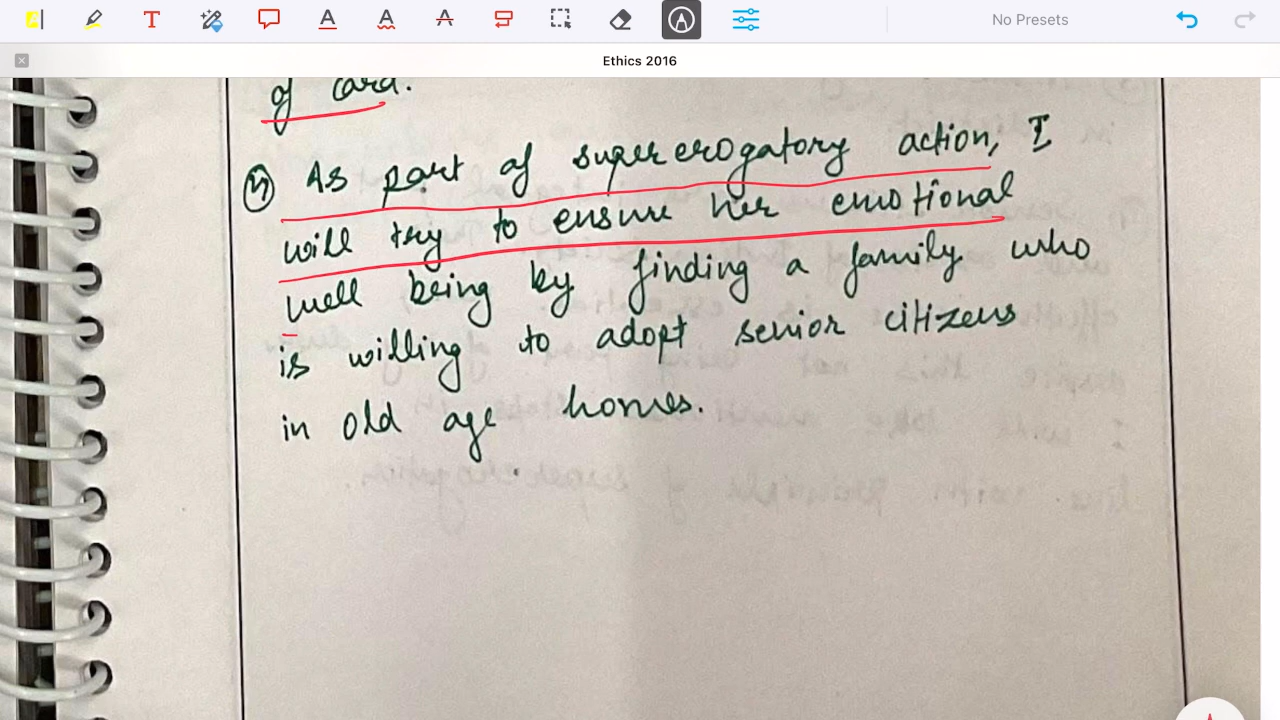 No Presets
Ethics 2016
of card.
4) As part of supererogatory action, I
will try to ensure her emotional
well being by finding a family who
is willing to adopt senior citizens
in old age homes.